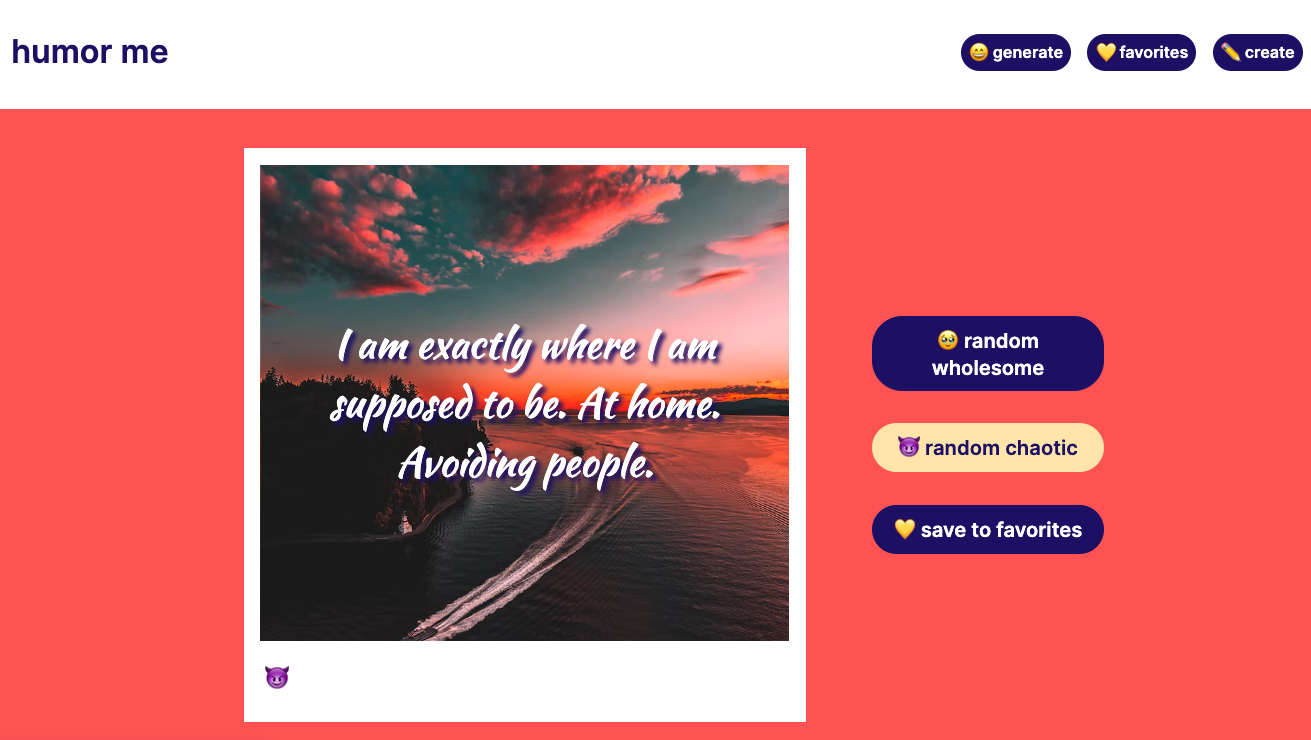 humor me
😄 generate
💛 favorites
✏️ create
I am exactly where I am
supposed to be. At home.
Avoiding people.
🥹 random
wholesome
😈 random chaotic
💛 save to favorites
😈